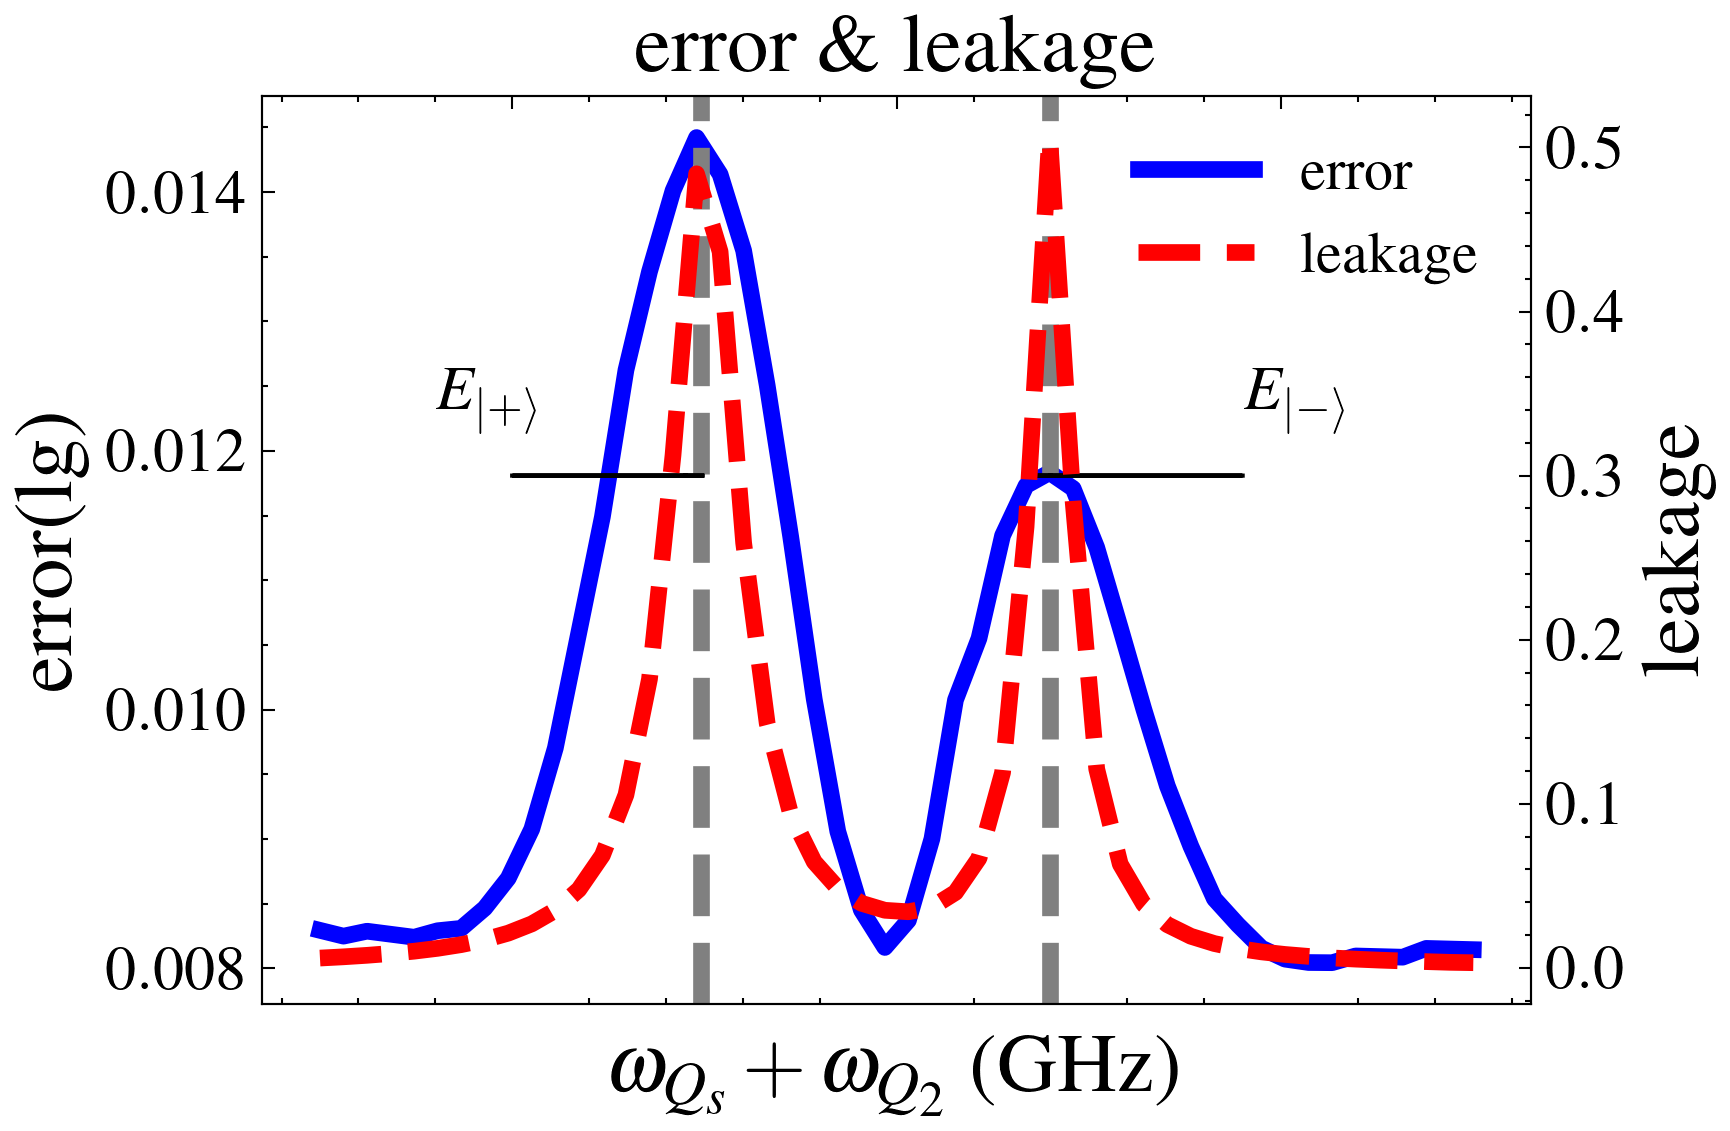 error & leakage
error
leakage
E|+⟩
E|−⟩
error(lg)
0.014
0.012
0.010
0.008
0.5
0.4
0.3
0.2
0.1
0.0
leakage
ω_{Q_s} + ω_{Q_2} (GHz)